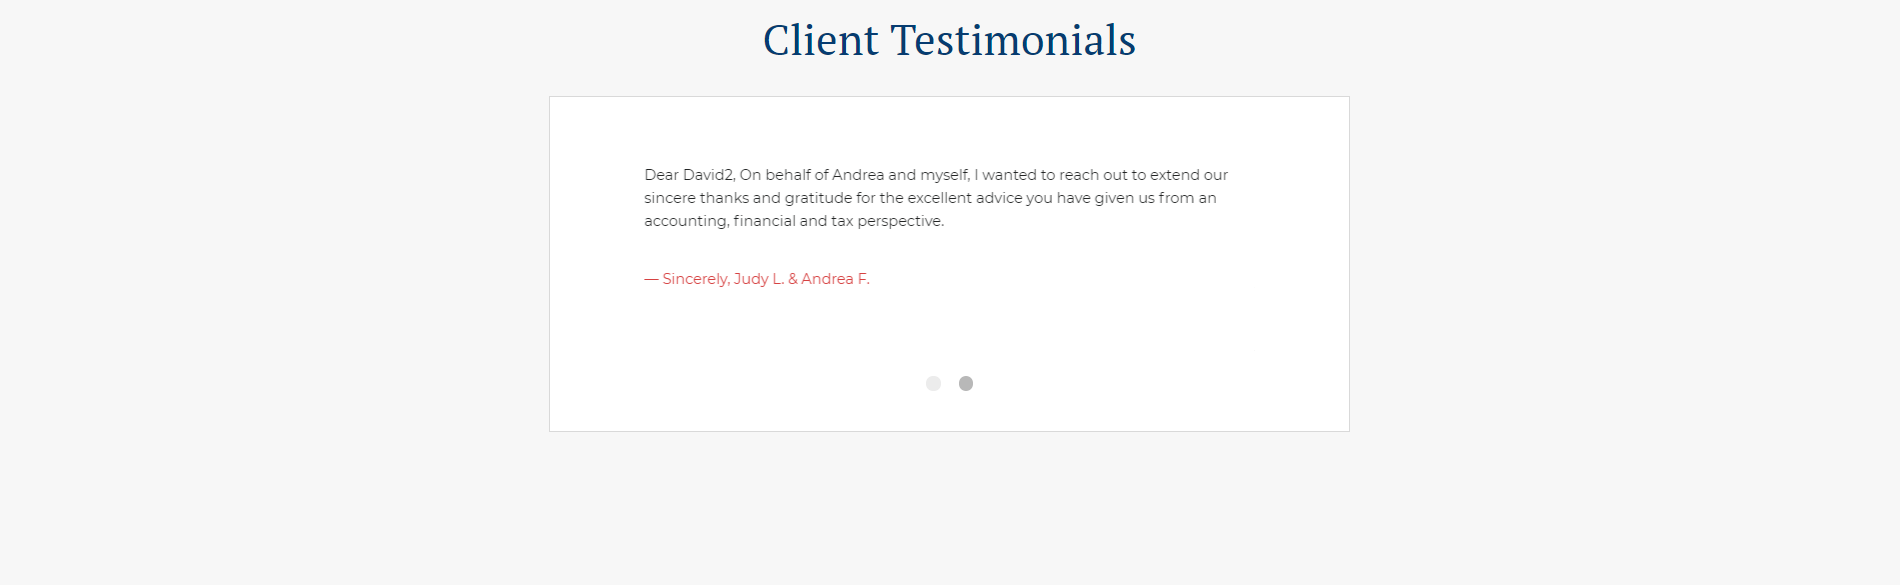 Client Testimonials
Dear David2, On behalf of Andrea and myself, I wanted to reach out to extend our
sincere thanks and gratitude for the excellent advice you have given us from an
accounting, financial and tax perspective.
— Sincerely, Judy L. & Andrea F.